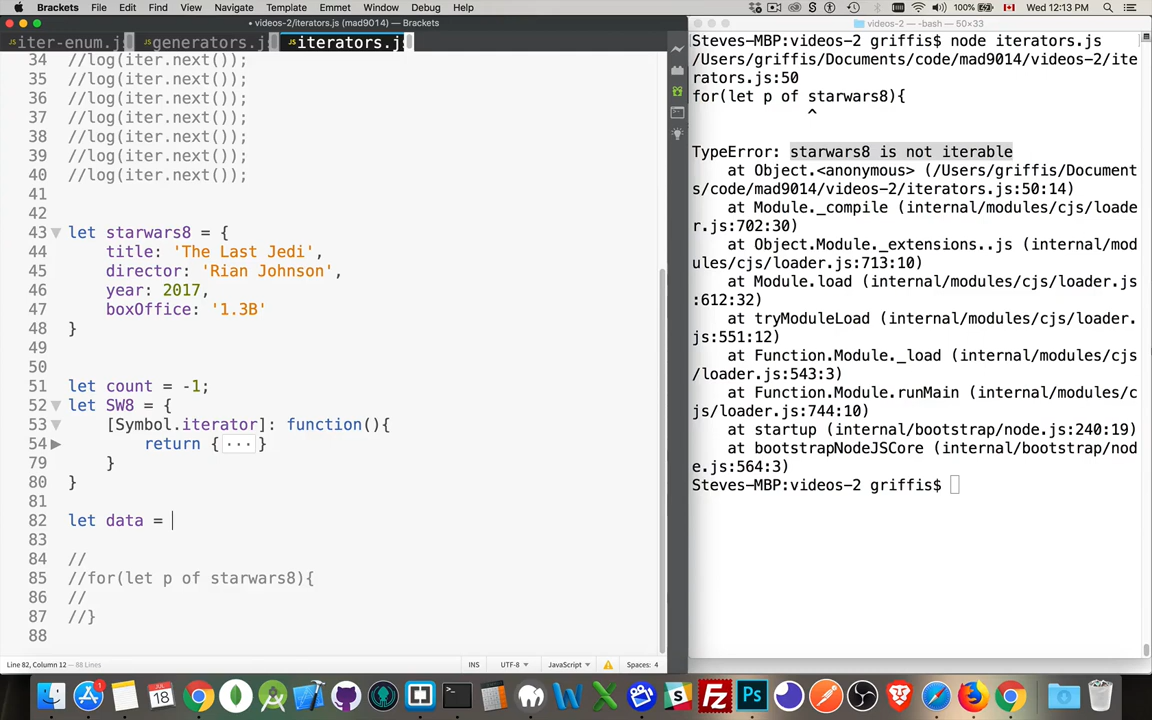 Brackets File Edit Find View Navigate Template Emmet Window Debug Help 100% Wed 12:13 PM
• videos-2/iterators.js (mad9014) — Brackets
videos-2 — -bash — 50×33
iter-enum.j generators.j iterators.j
34 //log(iter.next());
35 //log(iter.next());
36 //log(iter.next());
37 //log(iter.next());
38 //log(iter.next());
39 //log(iter.next());
40 //log(iter.next());
41
42
43 let starwars8 = {
44 title: 'The Last Jedi',
45 director: 'Rian Johnson',
46 year: 2017,
47 boxOffice: '1.3B'
48 }
49
50
51 let count = -1;
52 let SW8 = {
53 [Symbol.iterator]: function(){
54 return {...}
79 }
80 }
81
82 let data =
83
84 //
85 //for(let p of starwars8){
86 //
87 //}
88
Line 82, Column 12 — 88 Lines
INS UTF-8 JavaScript Spaces: 4
Steves-MBP:videos-2 griffis$ node iterators.js
/Users/griffis/Documents/code/mad9014/videos-2/ite
rators.js:50
for(let p of starwars8){
^
TypeError: starwars8 is not iterable
at Object.<anonymous> (/Users/griffis/Document
s/code/mad9014/videos-2/iterators.js:50:14)
at Module._compile (internal/modules/cjs/loade
r.js:702:30)
at Object.Module._extensions..js (internal/mod
ules/cjs/loader.js:713:10)
at Module.load (internal/modules/cjs/loader.js
:612:32)
at tryModuleLoad (internal/modules/cjs/loader.
js:551:12)
at Function.Module._load (internal/modules/cjs
/loader.js:543:3)
at Function.Module.runMain (internal/modules/c
js/loader.js:744:10)
at startup (internal/bootstrap/node.js:240:19)
at bootstrapNodeJSCore (internal/bootstrap/nod
e.js:564:3)
Steves-MBP:videos-2 griffis$